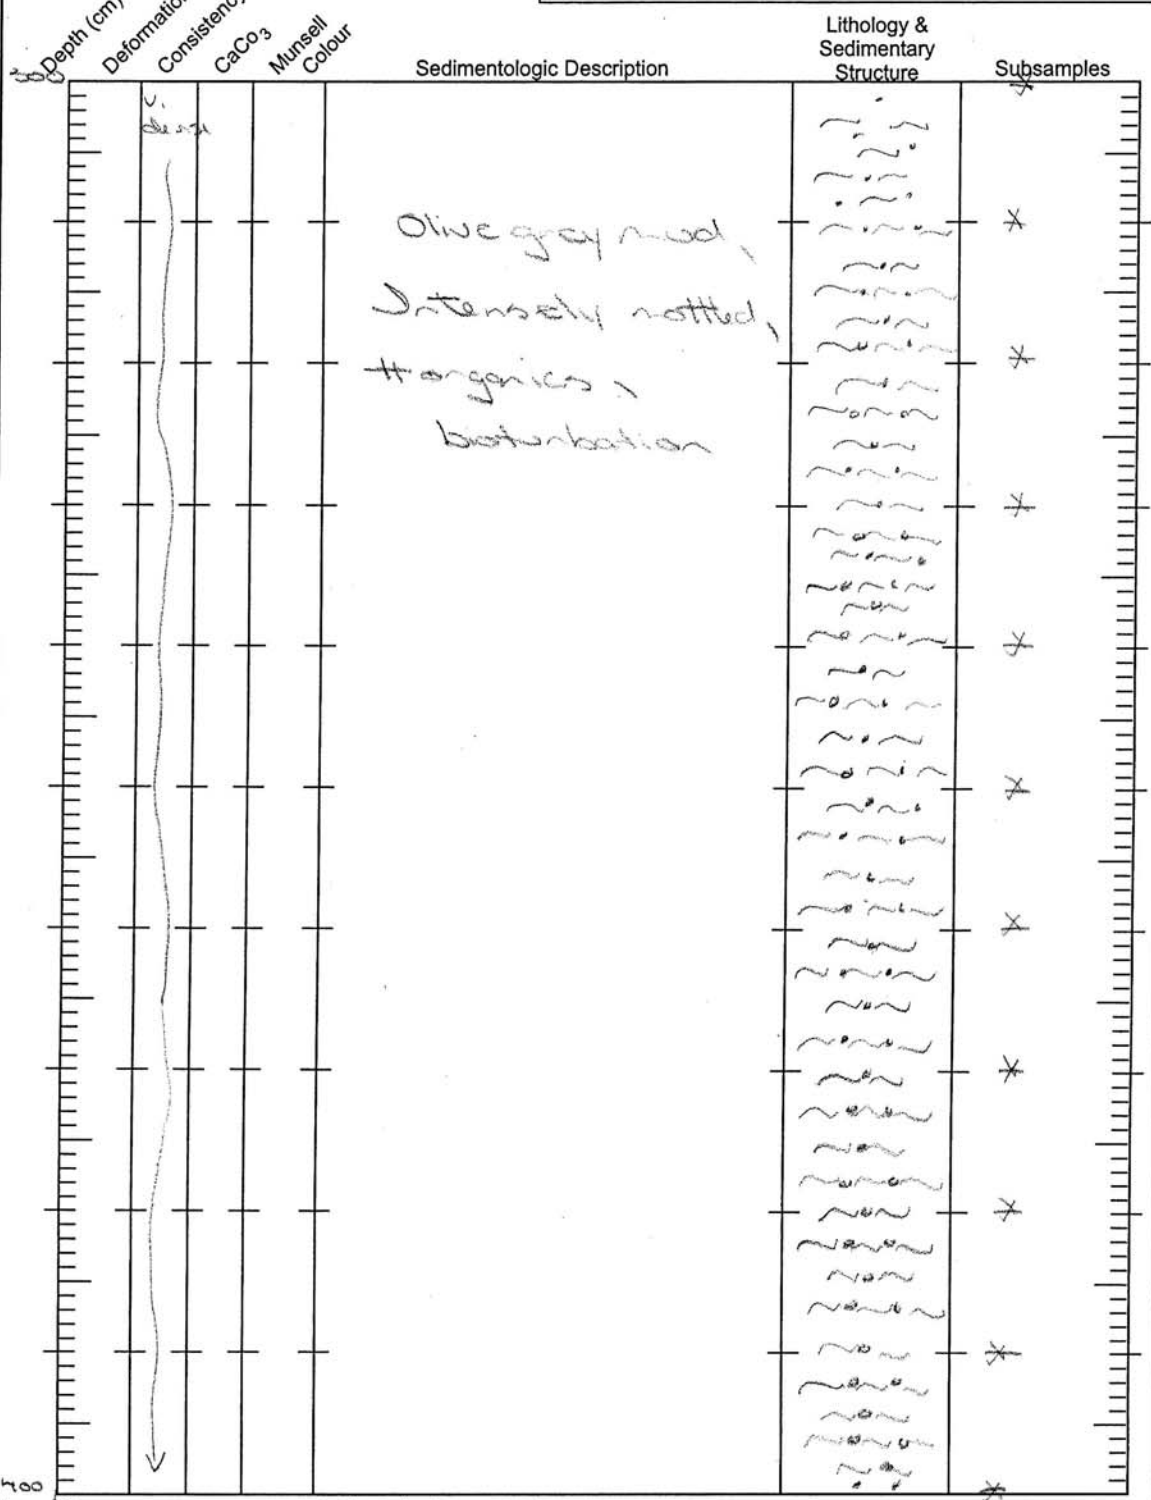 Depth (cm)
Deformation
Consistency
CaCo3
Munsell
Colour
Sedimentologic Description
Lithology &
Sedimentary
Structure
Subsamples
v.
dense
Olive gray mud,
Intensely mottled,
organics,
bioturbation